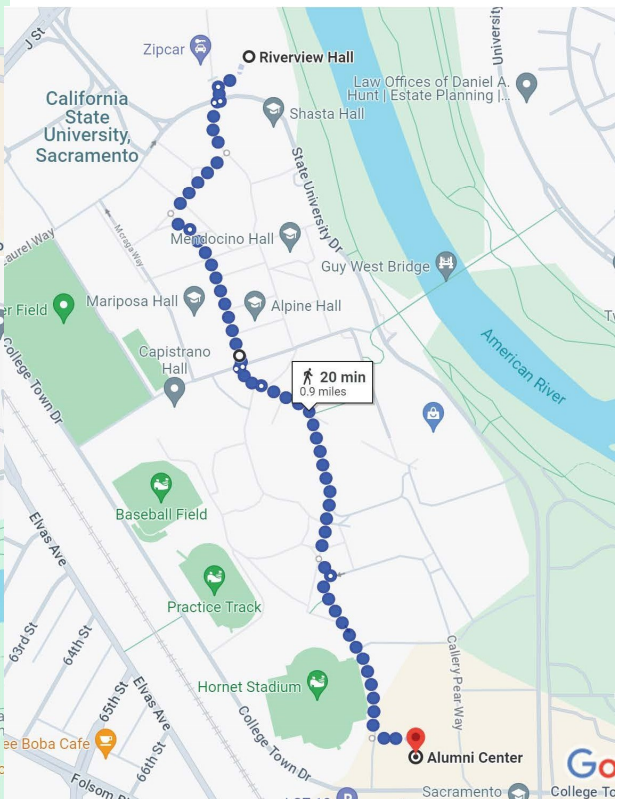 J St
Zipcar
Riverview Hall
University
Law Offices of Daniel A.
Hunt | Estate Planning |...
California
State
University,
Sacramento
Shasta Hall
State University Dr
Laurel Way
Moraga Way
Mendocino Hall
Guy West Bridge
er Field
Mariposa Hall
Alpine Hall
American River
College Town Dr
Capistrano
Hall
20 min
0.9 miles
Baseball Field
Elvas Ave
Practice Track
63rd St
64th St
65th St
66th St
Elvas Ave
Hornet Stadium
Callery Pear Way
College Town Dr
ee Boba Cafe
Alumni Center
Go
Folsom
Sacramento
College To